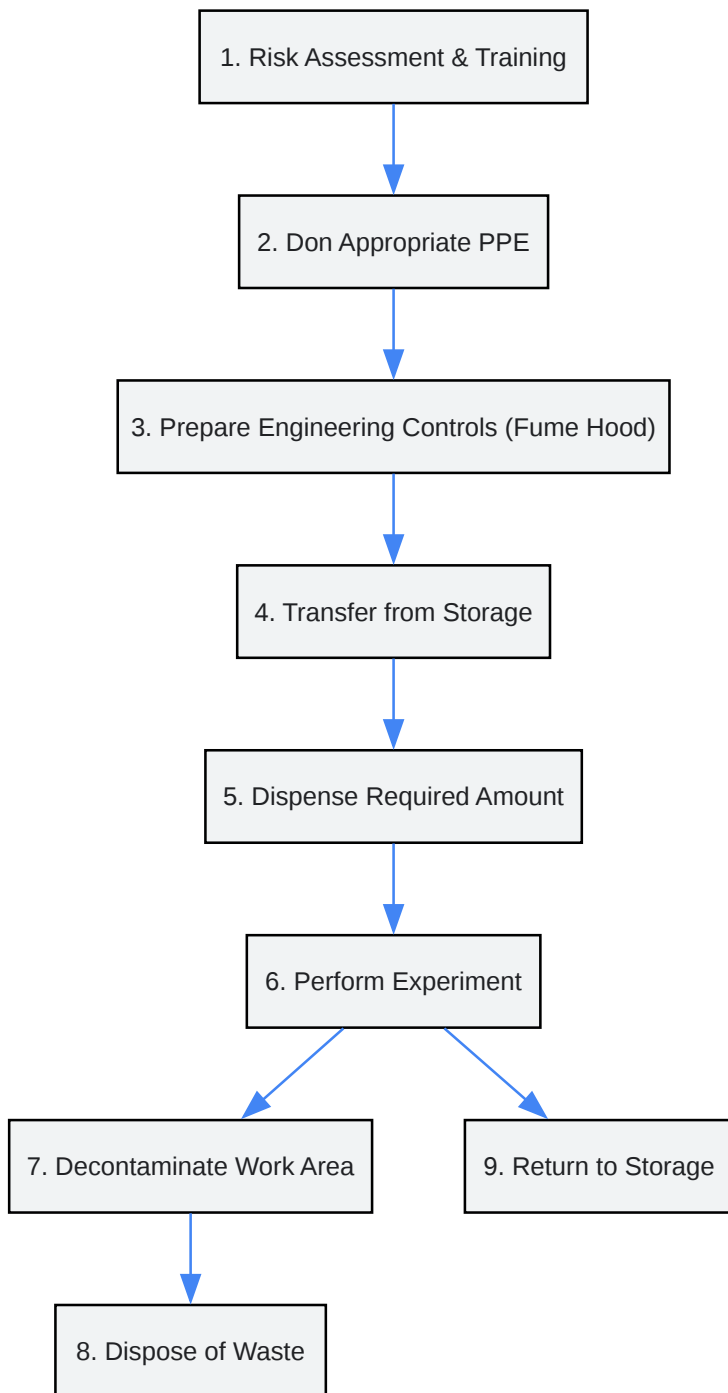 1. Risk Assessment & Training
2. Don Appropriate PPE
3. Prepare Engineering Controls (Fume Hood)
4. Transfer from Storage
5. Dispense Required Amount
6. Perform Experiment
7. Decontaminate Work Area
9. Return to Storage
8. Dispose of Waste